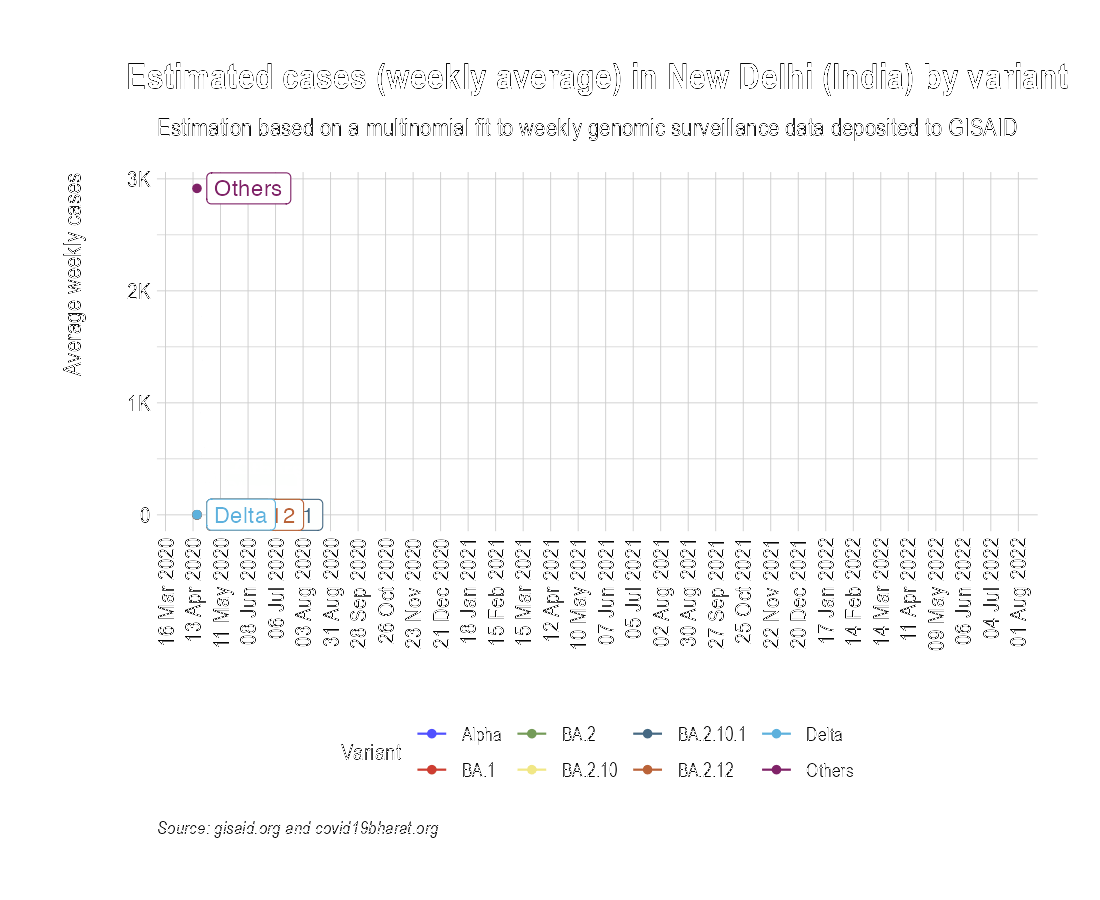 Estimated cases (weekly average) in New Delhi (India) by variant
Estimation based on a multinomial fit to weekly genomic surveillance data deposited to GISAID
Average weekly cases
3K
2K
1K
0
Others
Delta
2
1
16 Mar 2020
13 Apr 2020
11 May 2020
08 Jun 2020
06 Jul 2020
03 Aug 2020
31 Aug 2020
28 Sep 2020
26 Oct 2020
23 Nov 2020
21 Dec 2020
18 Jan 2021
15 Feb 2021
15 Mar 2021
12 Apr 2021
10 May 2021
07 Jun 2021
05 Jul 2021
02 Aug 2021
30 Aug 2021
27 Sep 2021
25 Oct 2021
22 Nov 2021
20 Dec 2021
17 Jan 2022
14 Feb 2022
14 Mar 2022
11 Apr 2022
09 May 2022
06 Jun 2022
04 Jul 2022
01 Aug 2022
Variant
Alpha
BA.2
BA.2.10.1
Delta
BA.1
BA.2.10
BA.2.12
Others
Source: gisaid.org and covid19bharat.org